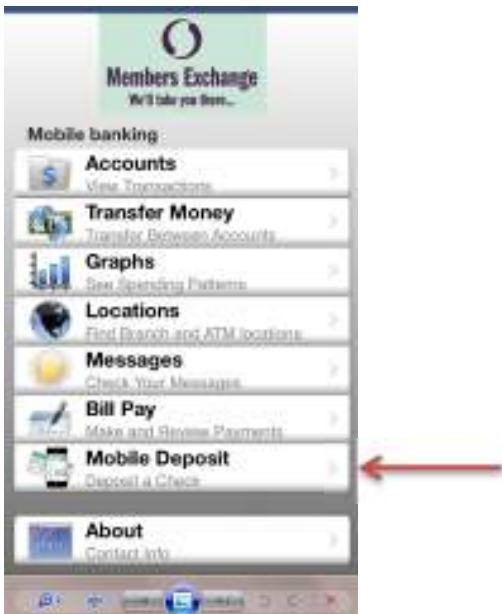 Members Exchange
We'll take you there...
Mobile banking
Accounts
View Transactions
Transfer Money
Transfer Between Accounts
Graphs
See Spending Patterns
Locations
Find Branch and ATM locations
Messages
Check Your Messages
Bill Pay
Make and Review Payments
Mobile Deposit
Deposit a Check
About
Contact Info